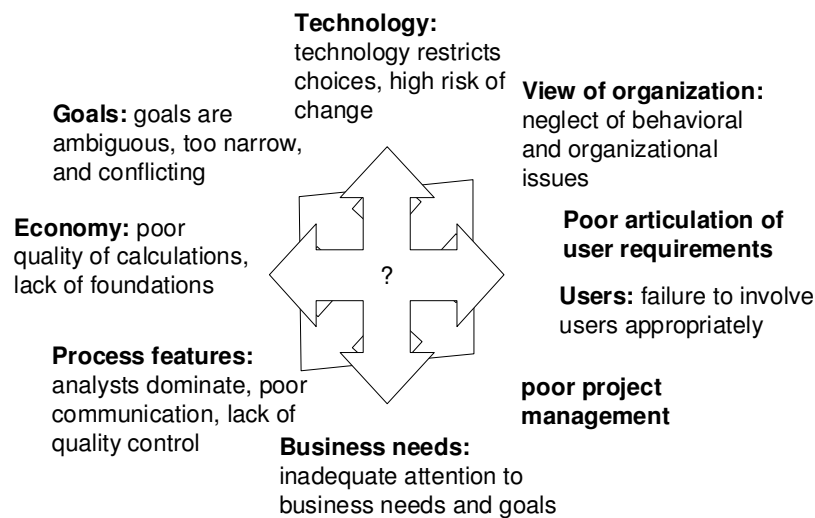 Technology:
technology restricts
choices, high risk of
change
View of organization:
neglect of behavioral
and organizational
issues
Goals: goals are
ambiguous, too narrow,
and conflicting
Poor articulation of
user requirements
Economy: poor
quality of calculations,
lack of foundations
?
Users: failure to involve
users appropriately
Process features:
analysts dominate, poor
communication, lack of
quality control
poor project
management
Business needs:
inadequate attention to
business needs and goals